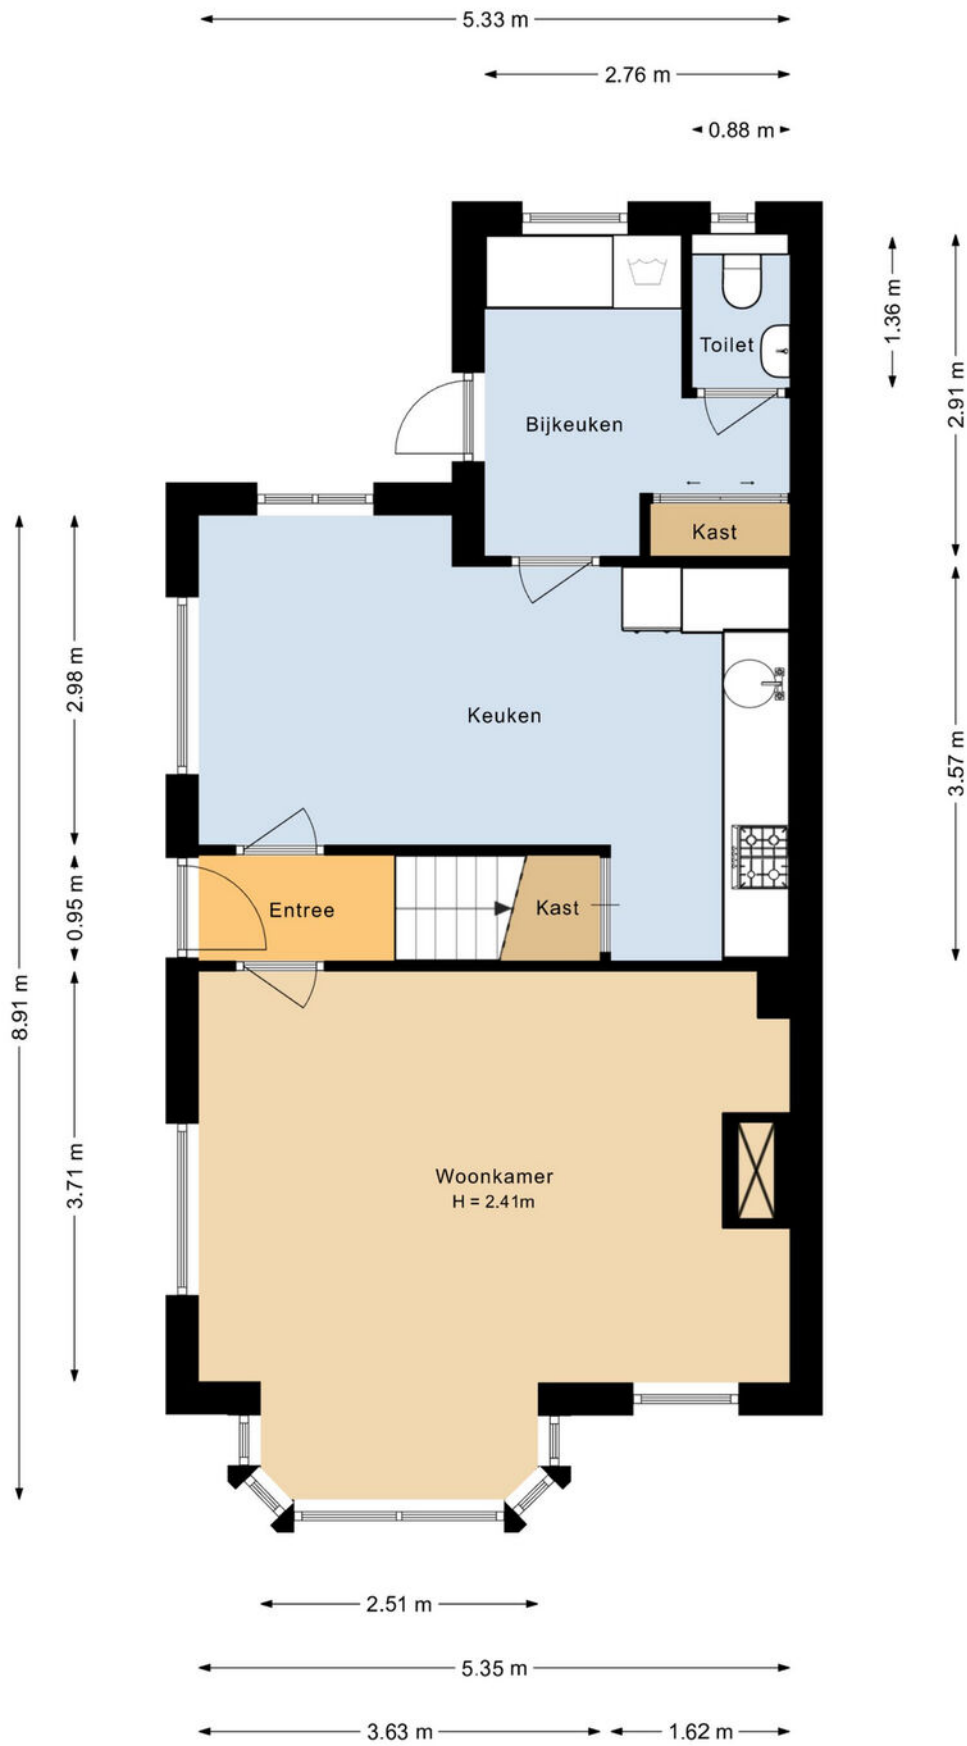 5.33 m
2.76 m
0.88 m
1.36 m
2.91 m
Toilet
Bijkeuken
Kast
2.98 m
Keuken
3.57 m
0.95 m
Entree
Kast
8.91 m
3.71 m
Woonkamer
H = 2.41m
2.51 m
5.35 m
3.63 m
1.62 m